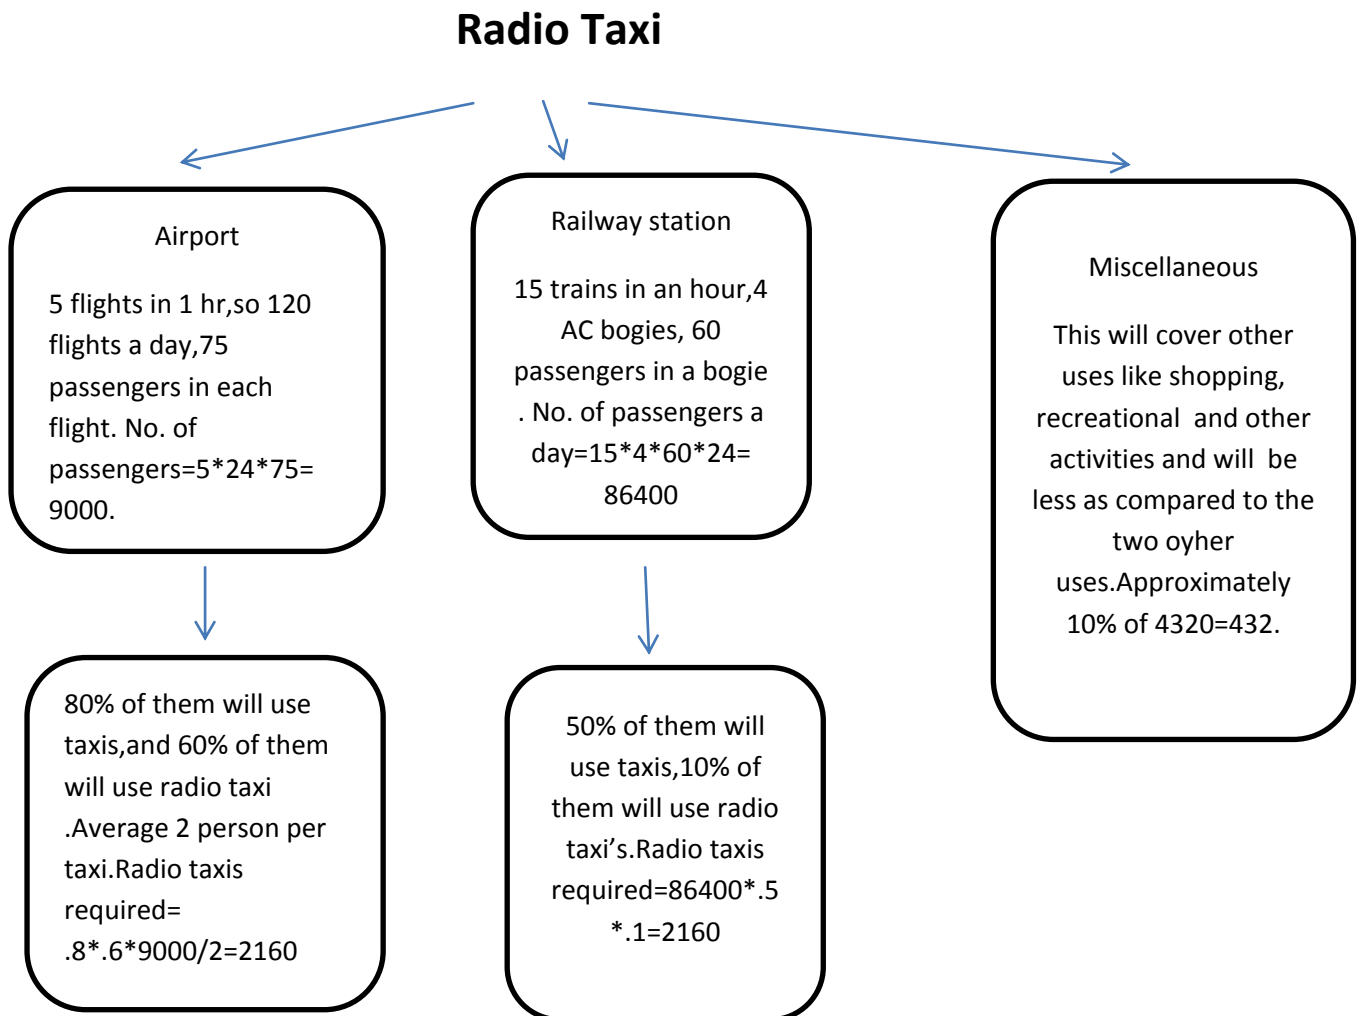 Radio Taxi
Airport
5 flights in 1 hr,so 120
flights a day,75
passengers in each
flight. No. of
passengers=5*24*75=
9000.
Railway station
15 trains in an hour,4
AC bogies, 60
passengers in a bogie
. No. of passengers a
day=15*4*60*24=
86400
Miscellaneous
This will cover other
uses like shopping,
recreational and other
activities and will be
less as compared to the
two oyher
uses.Approximately
10% of 4320=432.
80% of them will use
taxis,and 60% of them
will use radio taxi
.Average 2 person per
taxi.Radio taxis
required=
.8*.6*9000/2=2160
50% of them will
use taxis,10% of
them will use radio
taxi’s.Radio taxis
required=86400*.5
*.1=2160